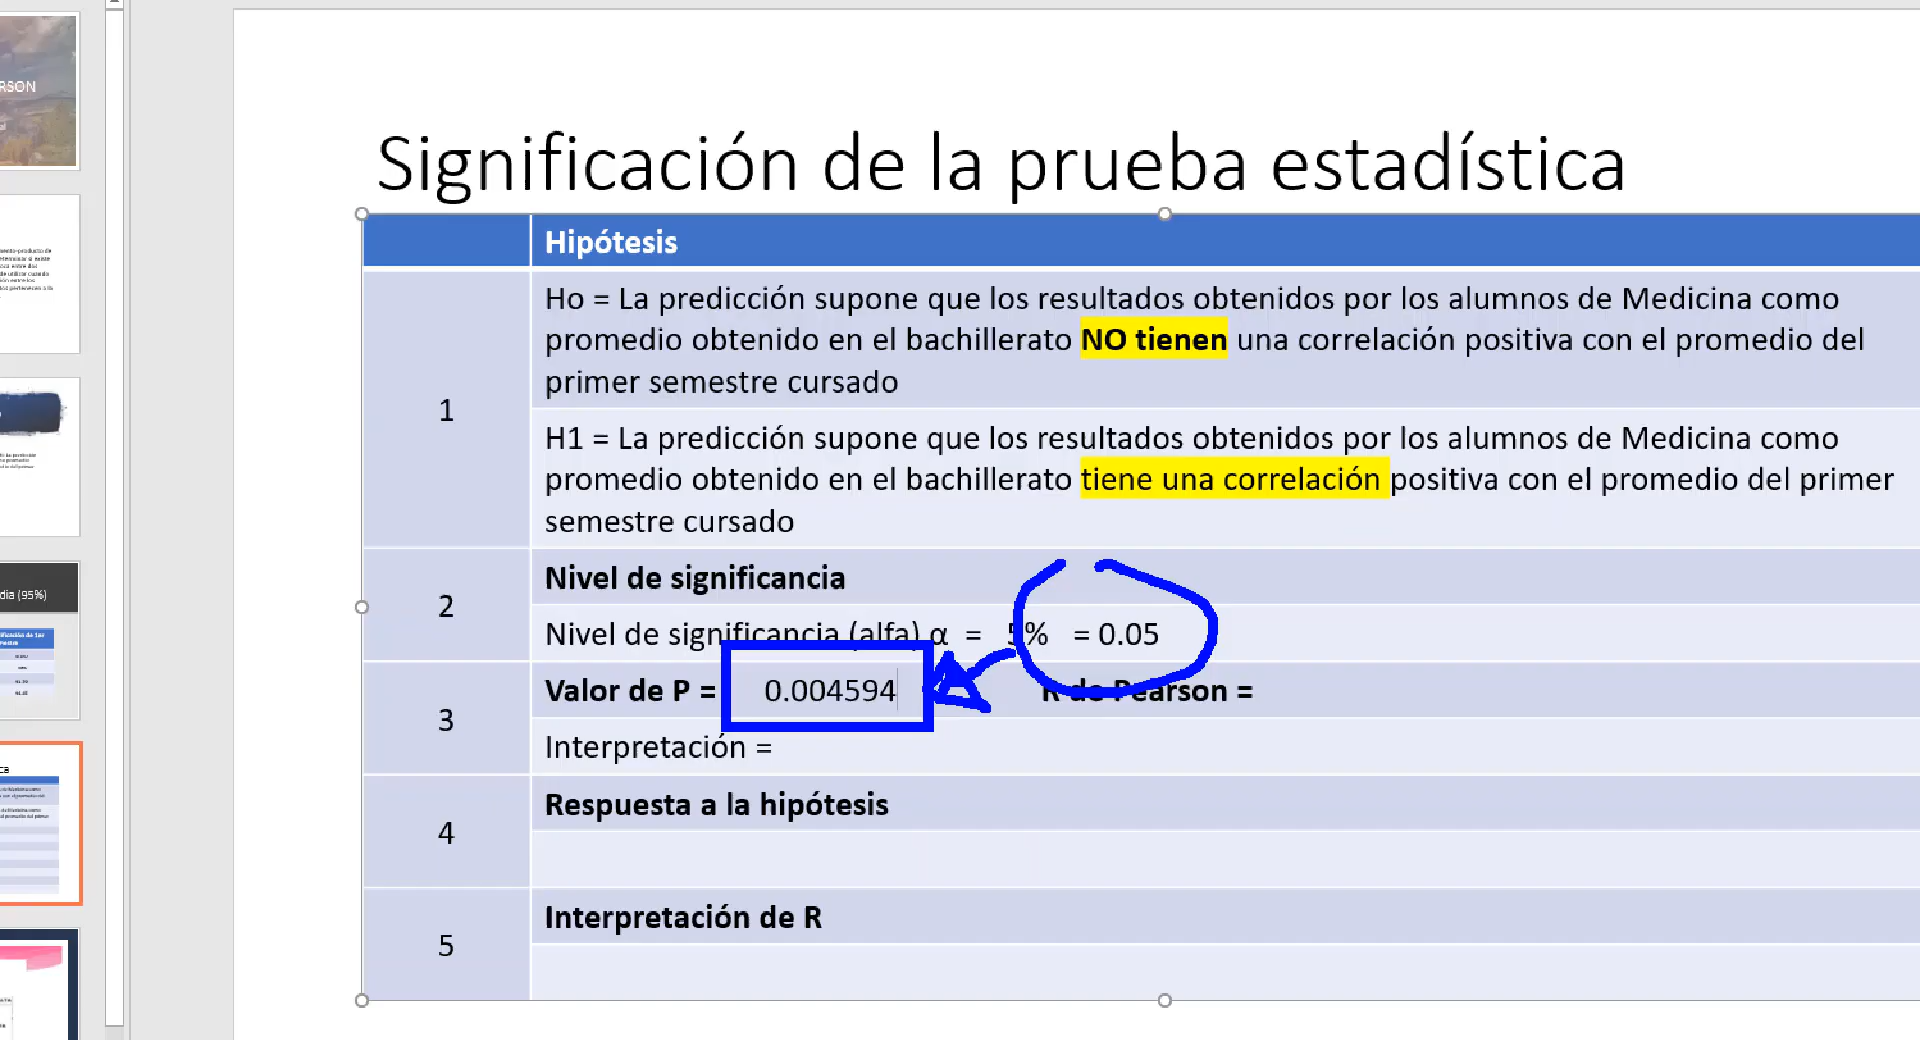 RSON
dia (95%)
Significación de la prueba estadística
Hipótesis
1
Ho = La predicción supone que los resultados obtenidos por los alumnos de Medicina como
promedio obtenido en el bachillerato NO tienen una correlación positiva con el promedio del
primer semestre cursado
H1 = La predicción supone que los resultados obtenidos por los alumnos de Medicina como
promedio obtenido en el bachillerato tiene una correlación positiva con el promedio del primer
semestre cursado
2
Nivel de significancia
Nivel de significancia (alfa) α = 5% = 0.05
3
Valor de P = 0.004594 R de Pearson =
Interpretación =
4
Respuesta a la hipótesis
5
Interpretación de R